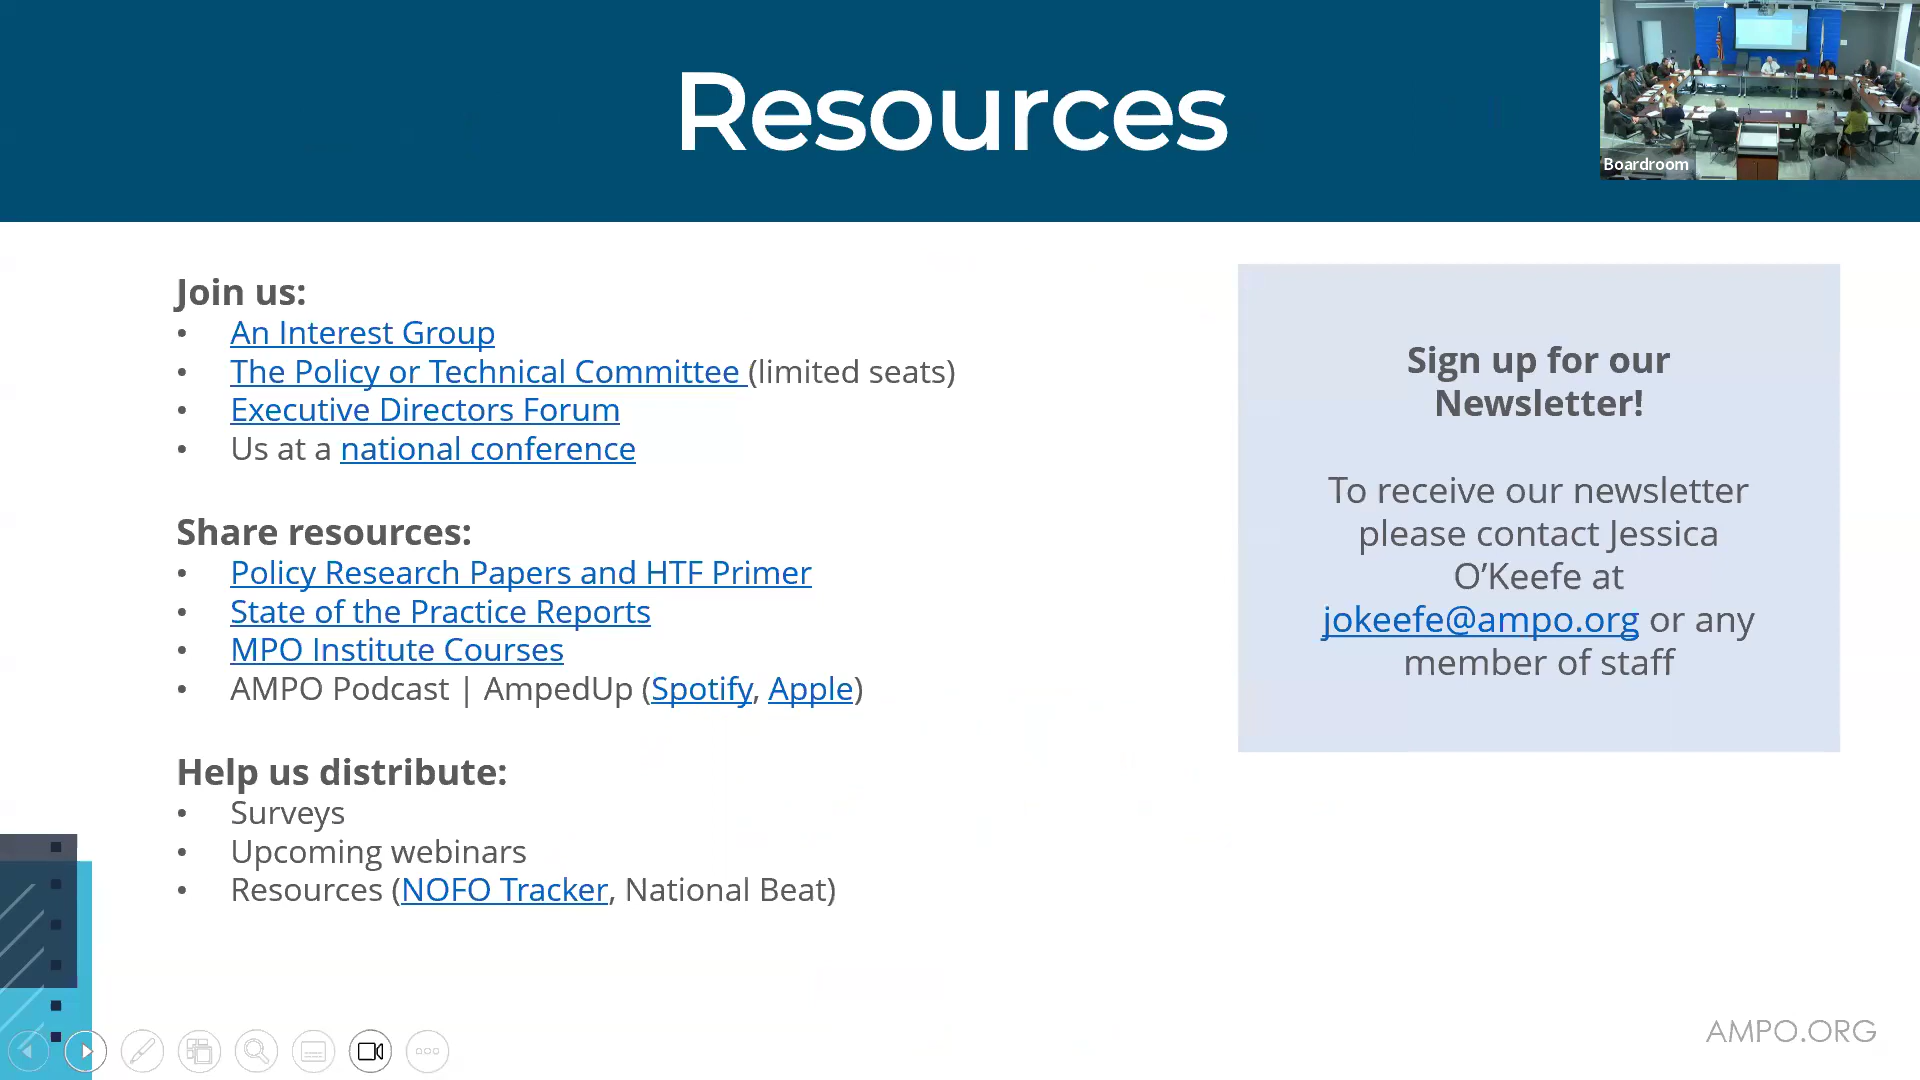 Resources
Boardroom
Join us:
• An Interest Group
• The Policy or Technical Committee (limited seats)
• Executive Directors Forum
• Us at a national conference
Share resources:
• Policy Research Papers and HTF Primer
• State of the Practice Reports
• MPO Institute Courses
• AMPO Podcast | AmpedUp (Spotify, Apple)
Help us distribute:
• Surveys
• Upcoming webinars
• Resources (NOFO Tracker, National Beat)
Sign up for our
Newsletter!
To receive our newsletter
please contact Jessica
O’Keefe at
jokeefe@ampo.org or any
member of staff
AMPO.ORG